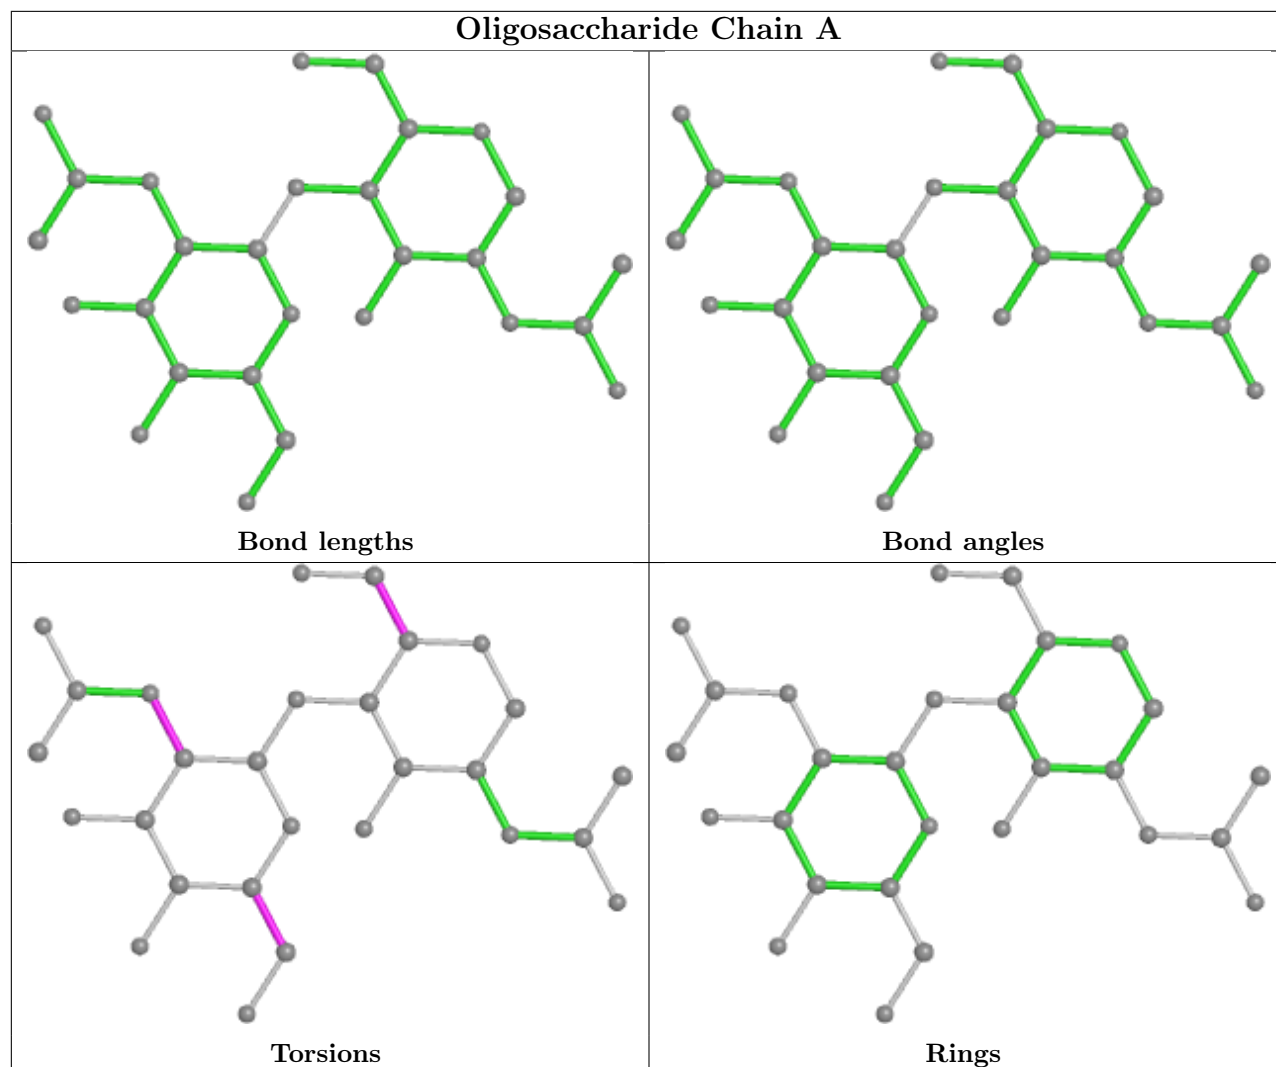 Oligosaccharide Chain A
Bond lengths
Bond angles
Torsions
Rings